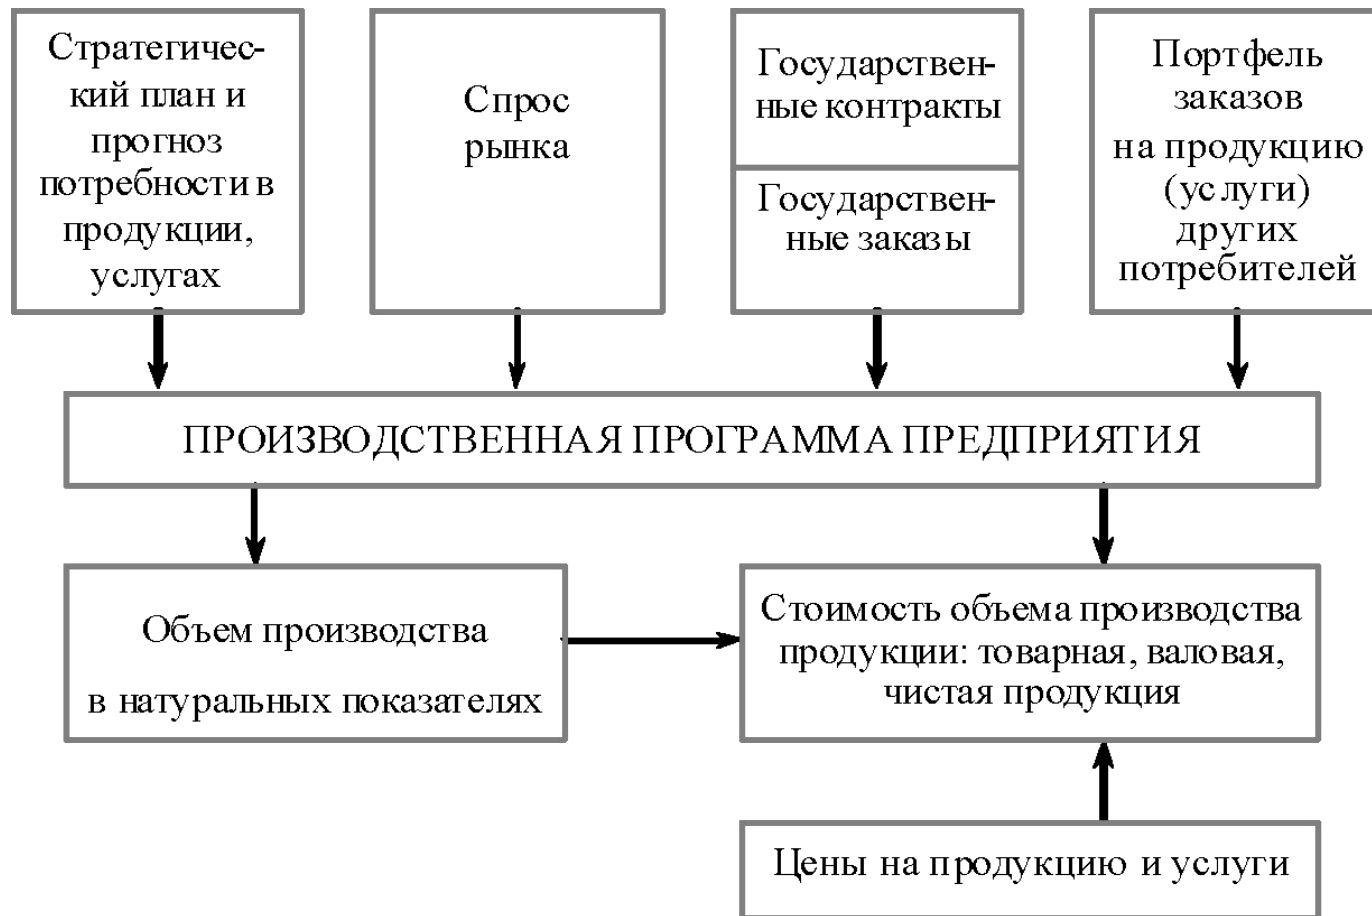 Стратегичес-
кий план и
прогноз
потребности в
продукции,
услугах
Спрос
рынка
Государствен-
ные контракты
Государствен-
ные заказы
Портфель
заказов
на продукцию
(услуги)
других
потребителей
ПРОИЗВОДСТВЕННАЯ ПРОГРАММА ПРЕДПРИЯТИЯ
Объем производства
в натуральных показателях
Стоимость объема производства
продукции: товарная, валовая,
чистая продукция
Цены на продукцию и услуги